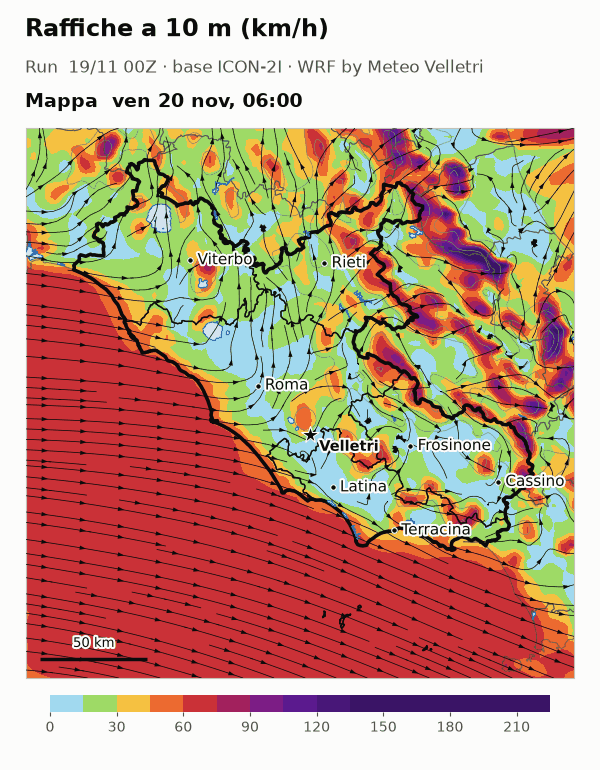 Raffiche a 10 m (km/h)
Run  19/11 00Z · base ICON-2I · WRF by Meteo Velletri
Mappa  ven 20 nov, 06:00
Viterbo
Rieti
Roma
Velletri
Frosinone
Latina
Cassino
Terracina
50 km
0 30 60 90 120 150 180 210